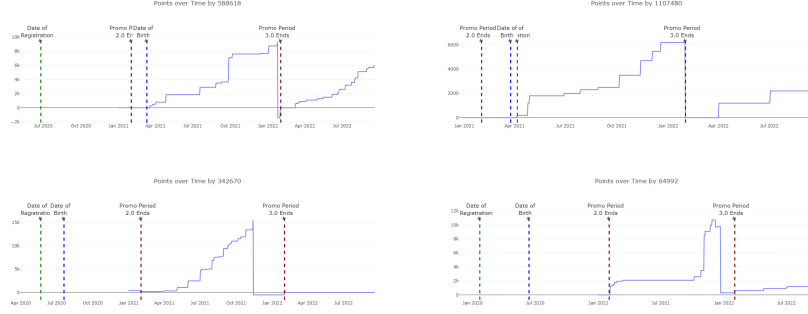 Points over Time by 588618
Date of
Registration
Promo P
2.0 Er
Date of
Birth
Promo Period
3.0 Ends
10k
8k
6k
4k
2k
0
−2k
Jul 2020 Oct 2020 Jan 2021 Apr 2021 Jul 2021 Oct 2021 Jan 2022 Apr 2022 Jul 2022
Points over Time by 1107480
Promo Period
2.0 Ends
Date of of
Birth
Promo Period
3.0 Ends
6000
4000
2000
0
Jan 2021 Apr 2021 Jul 2021 Oct 2021 Jan 2022 Apr 2022 Jul 2022
Points over Time by 342670
Date of
Registratio
Date of
Birth
Promo Period
2.0 Ends
Promo Period
3.0 Ends
15k
10k
5k
0
Apr 2020 Jul 2020 Oct 2020 Jan 2021 Apr 2021 Jul 2021 Oct 2021 Jan 2022 Apr 2022 Jul 2022
Points over Time by 64992
Date of
Registration
Date of
Birth
Promo Period
2.0 Ends
Promo Period
3.0 Ends
12k
10k
8k
6k
4k
2k
0
Jan 2020 Jul 2020 Jan 2021 Jul 2021 Jan 2022 Jul 2022